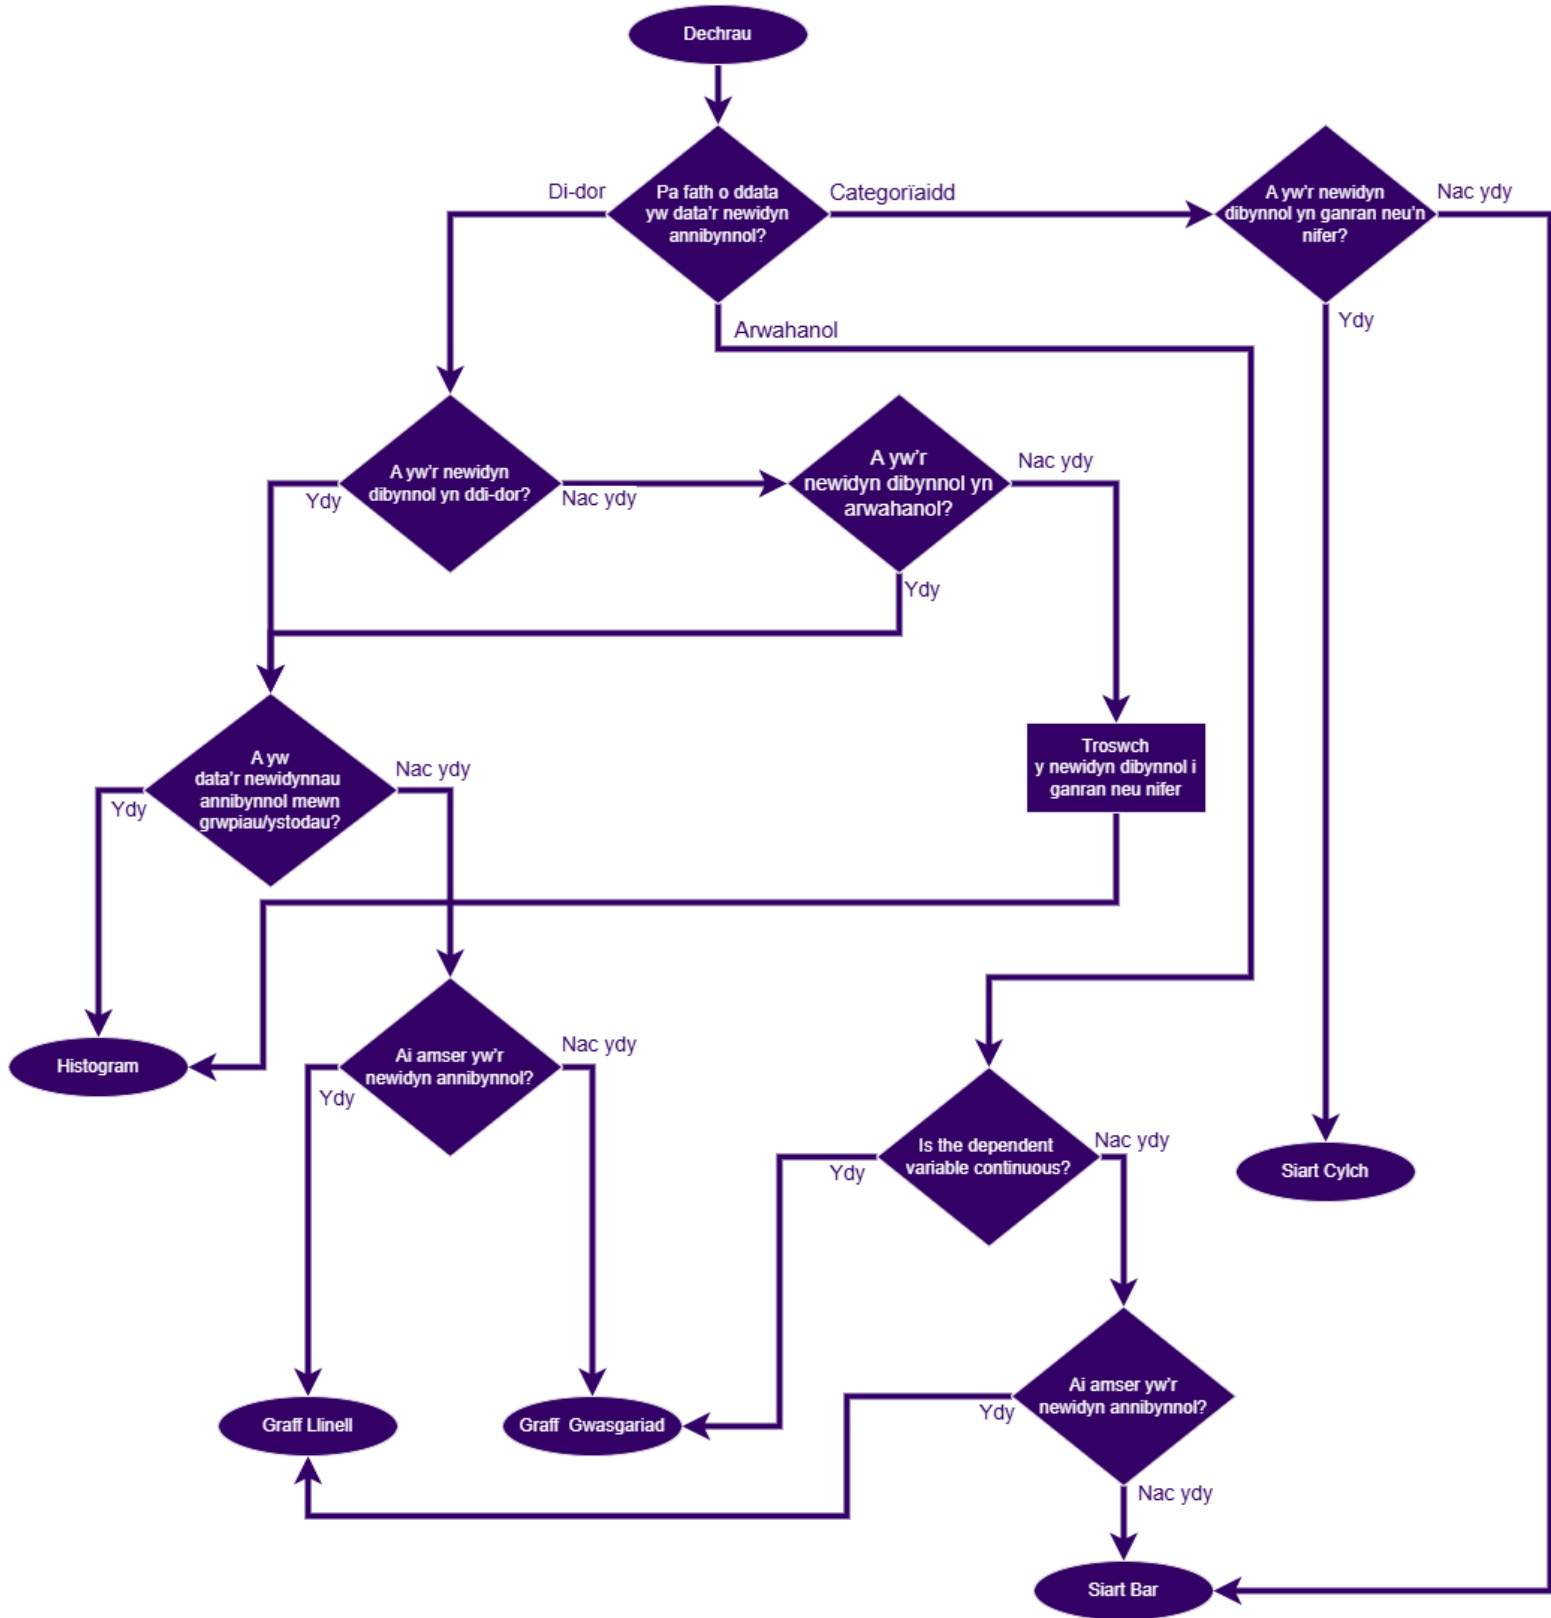 Dechrau
Di-dor
Pa fath o ddata
yw data'r newidyn
annibynnol?
Categorïaidd
A yw'r newidyn
dibynnol yn ganran neu'n
nifer?
Nac ydy
Ydy
Arwahanol
A yw'r newidyn
dibynnol yn ddi-dor?
Ydy
Nac ydy
A yw'r
newidyn dibynnol yn
arwahanol?
Nac ydy
Ydy
A yw
data'r newidynnau
annibynnol mewn
grwpiau/ystodau?
Ydy
Nac ydy
Troswch
y newidyn dibynnol i
ganran neu nifer
Histogram
Ai amser yw'r
newidyn annibynnol?
Ydy
Nac ydy
Is the dependent
variable continuous?
Ydy
Nac ydy
Siart Cylch
Graff Llinell
Graff Gwasgariad
Ai amser yw'r
newidyn annibynnol?
Ydy
Nac ydy
Siart Bar